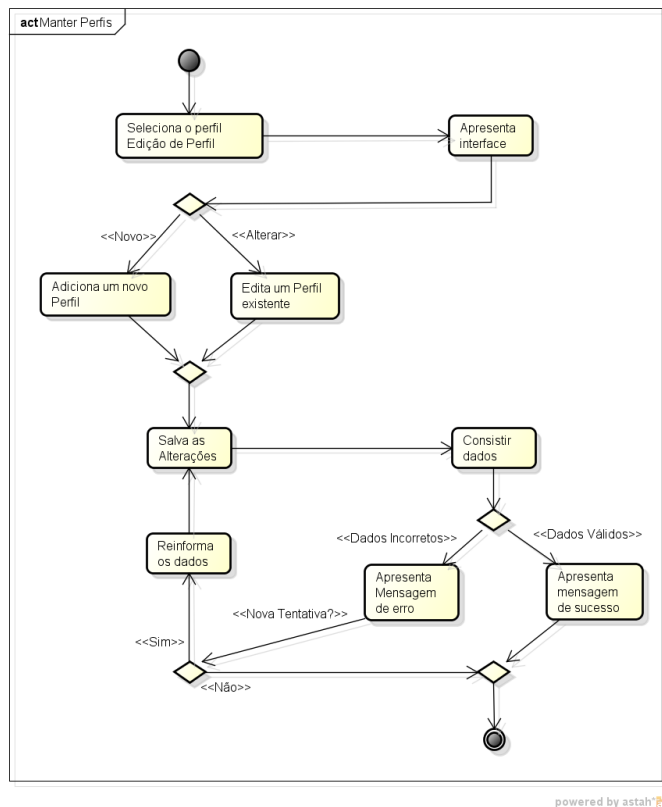 act Manter Perfis
Seleciona o perfil
Edição de Perfil
Apresenta
interface
<<Novo>>
<<Alterar>>
Adiciona um novo
Perfil
Edita um Perfil
existente
Salva as
Alterações
Consistir
dados
<<Dados Incorretos>>
<<Dados Válidos>>
Reinforma
os dados
Apresenta
Mensagem
de erro
Apresenta
mensagem
de sucesso
<<Nova Tentativa?>>
<<Sim>>
<<Não>>
powered by astah